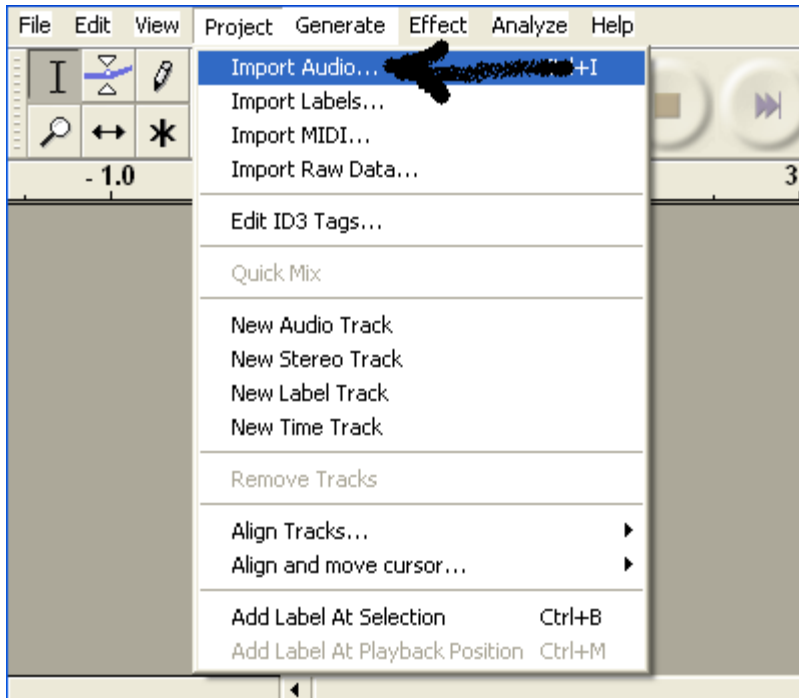 File Edit View Project Generate Effect Analyze Help
Import Audio... +I
Import Labels...
Import MIDI...
Import Raw Data...
- 1.0 3
Edit ID3 Tags...
Quick Mix
New Audio Track
New Stereo Track
New Label Track
New Time Track
Remove Tracks
Align Tracks...
Align and move cursor...
Add Label At Selection Ctrl+B
Add Label At Playback Position Ctrl+M